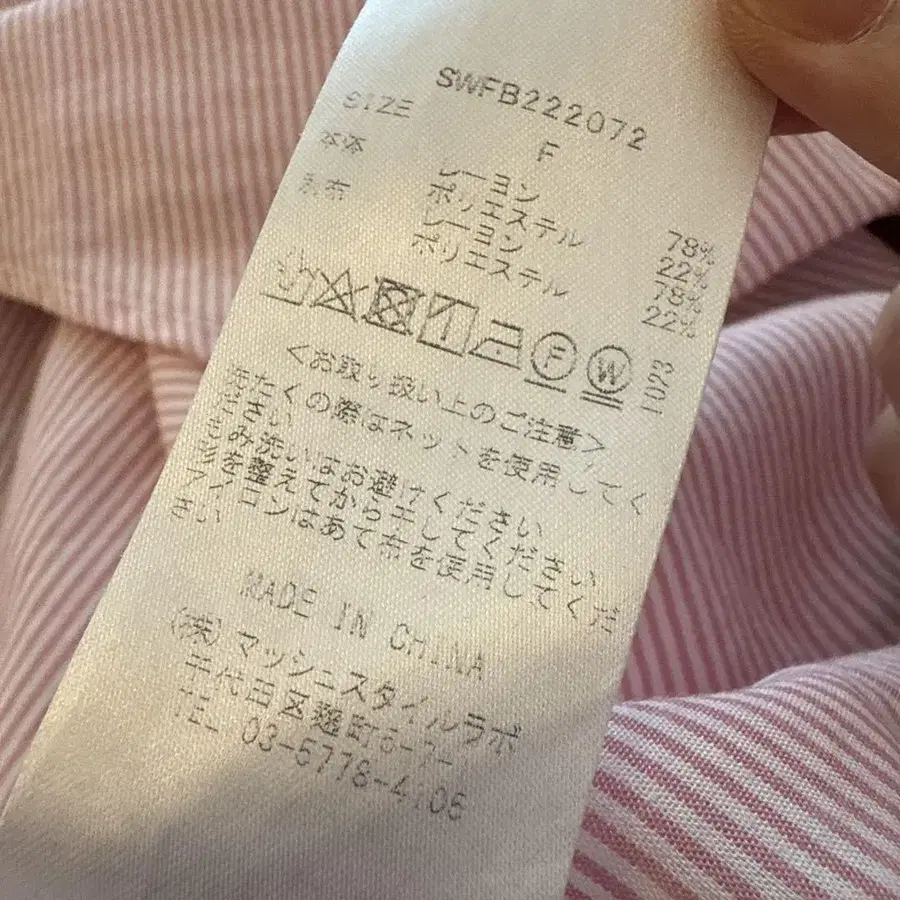 SWFB222072
SIZE F
本体 レーヨン 78%
ポリエステル 22%
別布 レーヨン 78%
ポリエステル 22%
F W
<お取り扱い上のご注意>
洗たくの際はネットを使用してく
ださい
もみ洗いはお避けください
形を整えてから干してください
アイロンはあて布を使用してくだ
さい
MADE IN CHINA
(株)マッシュスタイルラボ
千代田区麹町5-7-
TEL 03-5778-4105